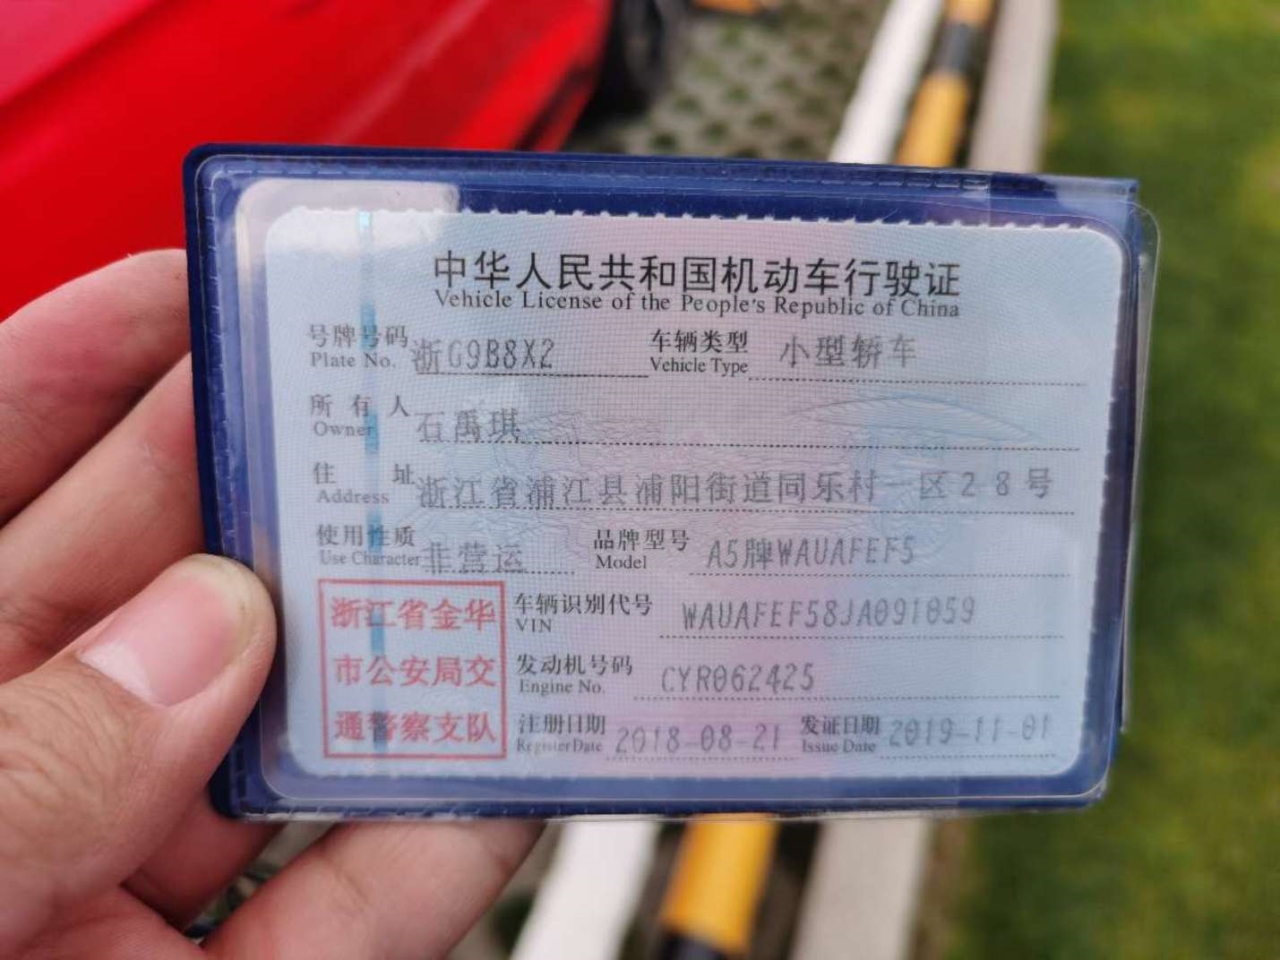 中华人民共和国机动车行驶证
Vehicle License of the People's Republic of China
号牌号码 浙G9B8X2 车辆类型 小型轿车
Plate No. Vehicle Type
所有人 石禹琪
Owner
住址 浙江省浦江县浦阳街道同乐村一区28号
Address
使用性质 非营运 品牌型号 A5牌WAUAFEF5
Use Character Model
浙江省金华
市公安局交
通警察支队
车辆识别代号 WAUAFEF58JA091059
VIN
发动机号码 CYR062425
Engine No.
注册日期 2018-08-21 发证日期 2019-11-01
Register Date Issue Date